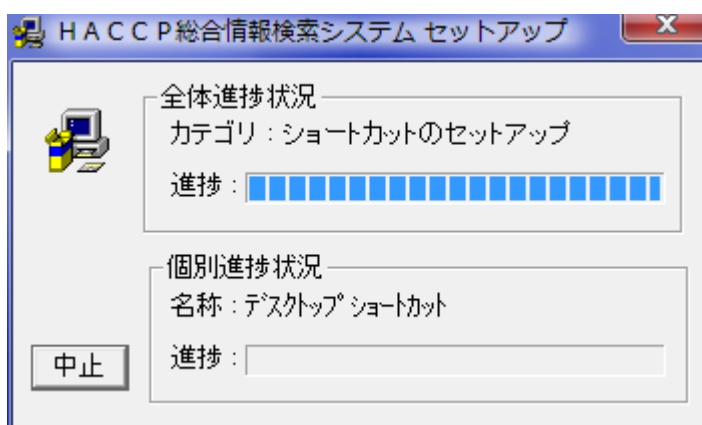 ＨＡＣＣＰ総合情報検索システム セットアップ
全体進捗状況
カテゴリ：ショートカットのセットアップ
進捗：
個別進捗状況
名称：ﾃﾞｽｸﾄｯﾌﾟ ｼｮｰﾄｶｯﾄ
進捗：
中止